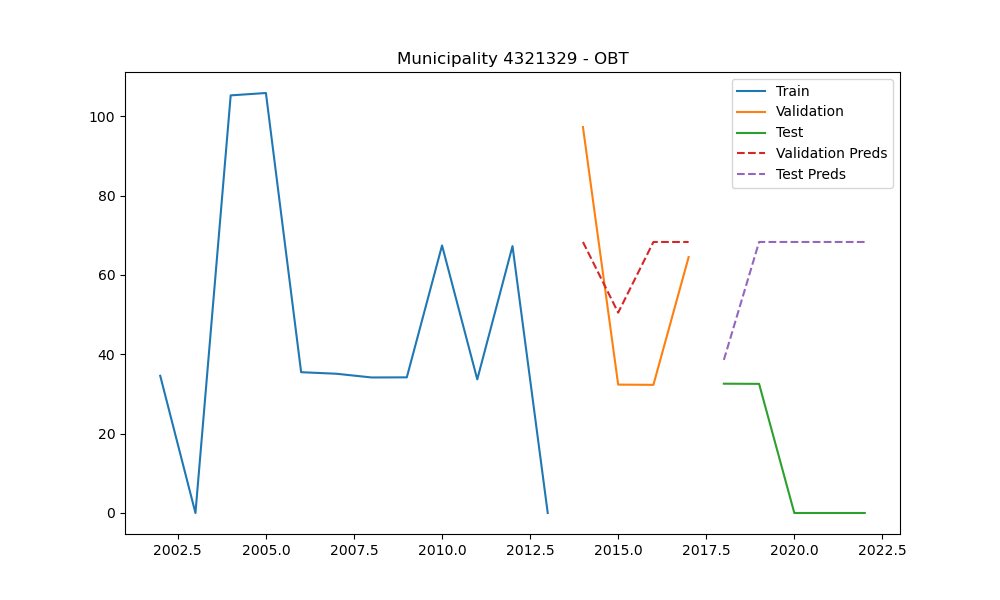 Municipality 4321329 - OBT
Train
Validation
Test
Validation Preds
Test Preds
100
80
60
40
20
0
2002.5 2005.0 2007.5 2010.0 2012.5 2015.0 2017.5 2020.0 2022.5